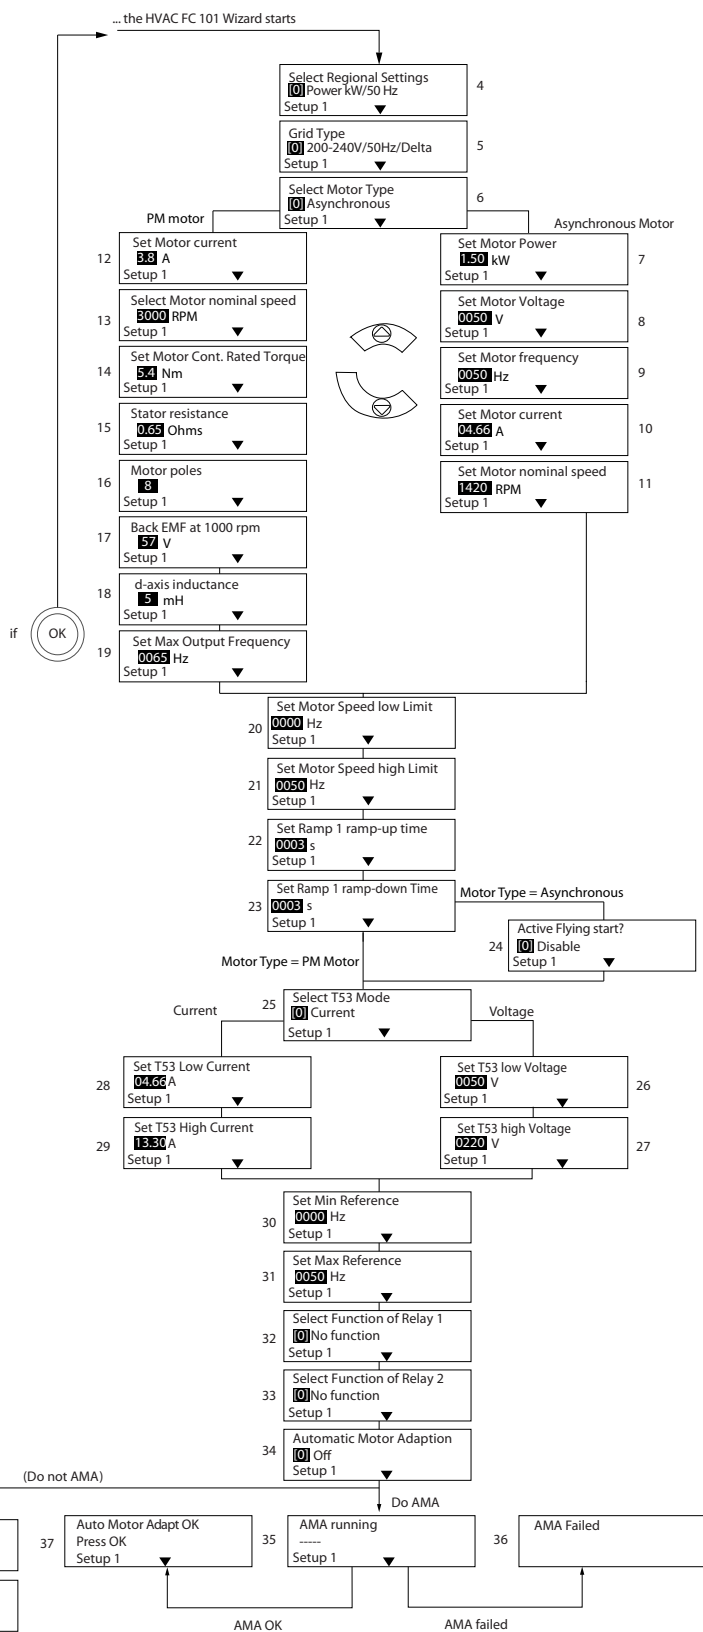 ... the HVAC FC 101 Wizard starts
Select Regional Settings
[0] Power kW/50 Hz
Setup 1
4
Grid Type
[0] 200-240V/50Hz/Delta
Setup 1
5
Select Motor Type
[0] Asynchronous
Setup 1
6
PM motor
Asynchronous Motor
12
Set Motor current
3.8 A
Setup 1
Set Motor Power
1.50 kW
Setup 1
7
13
Select Motor nominal speed
3000 RPM
Setup 1
Set Motor Voltage
0050 V
Setup 1
8
14
Set Motor Cont. Rated Torque
5.4 Nm
Setup 1
Set Motor frequency
0050 Hz
Setup 1
9
15
Stator resistance
0.65 Ohms
Setup 1
Set Motor current
04.66 A
Setup 1
10
16
Motor poles
8
Setup 1
Set Motor nominal speed
1420 RPM
Setup 1
11
17
Back EMF at 1000 rpm
57 V
Setup 1
18
d-axis inductance
5 mH
Setup 1
if
OK
19
Set Max Output Frequency
0065 Hz
Setup 1
20
Set Motor Speed low Limit
0000 Hz
Setup 1
21
Set Motor Speed high Limit
0050 Hz
Setup 1
22
Set Ramp 1 ramp-up time
0003 s
Setup 1
23
Set Ramp 1 ramp-down Time
0003 s
Setup 1
Motor Type = Asynchronous
24
Active Flying start?
[0] Disable
Setup 1
Motor Type = PM Motor
25
Select T53 Mode
[0] Current
Setup 1
Current
Voltage
28
Set T53 Low Current
04.66 A
Setup 1
Set T53 low Voltage
0050 V
Setup 1
26
29
Set T53 High Current
13.30 A
Setup 1
Set T53 high Voltage
0220 V
Setup 1
27
30
Set Min Reference
0000 Hz
Setup 1
31
Set Max Reference
0050 Hz
Setup 1
32
Select Function of Relay 1
[0] No function
Setup 1
33
Select Function of Relay 2
[0] No function
Setup 1
34
Automatic Motor Adaption
[0] Off
Setup 1
(Do not AMA)
Do AMA
37
Auto Motor Adapt OK
Press OK
Setup 1
35
AMA running
-----
Setup 1
36
AMA Failed
AMA OK
AMA failed